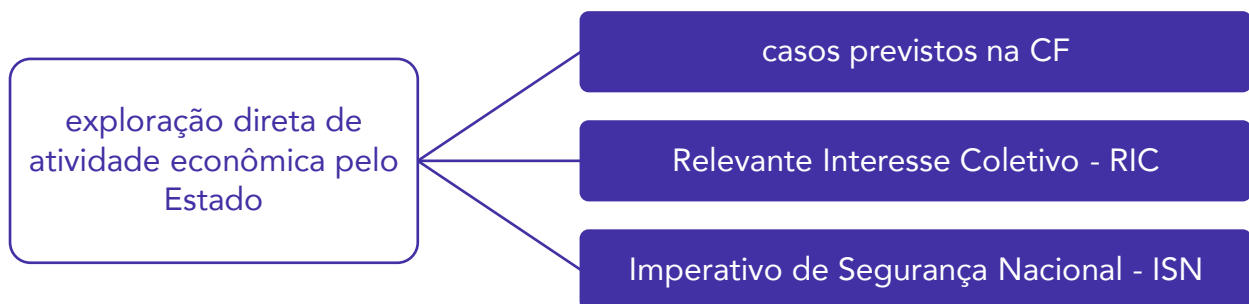 exploração direta de
atividade econômica pelo
Estado
casos previstos na CF
Relevante Interesse Coletivo - RIC
Imperativo de Segurança Nacional - ISN